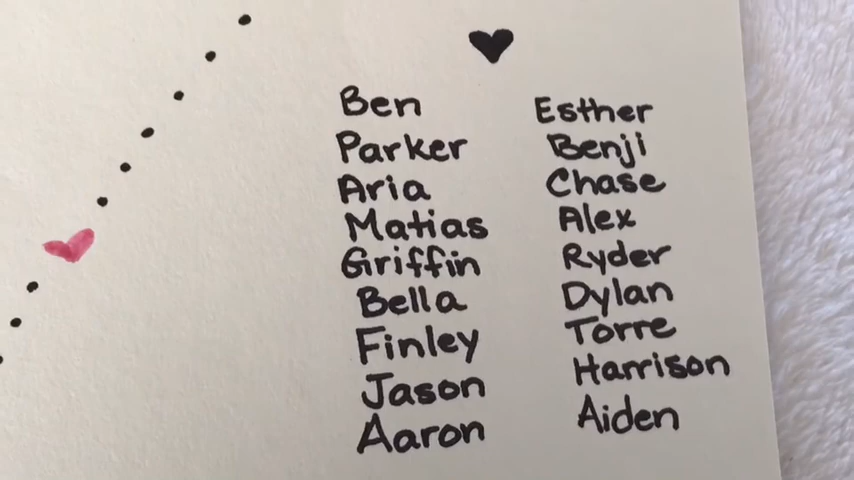 Ben
Parker
Aria
Matias
Griffin
Bella
Finley
Jason
Aaron
Esther
Benji
Chase
Alex
Ryder
Dylan
Torre
Harrison
Aiden